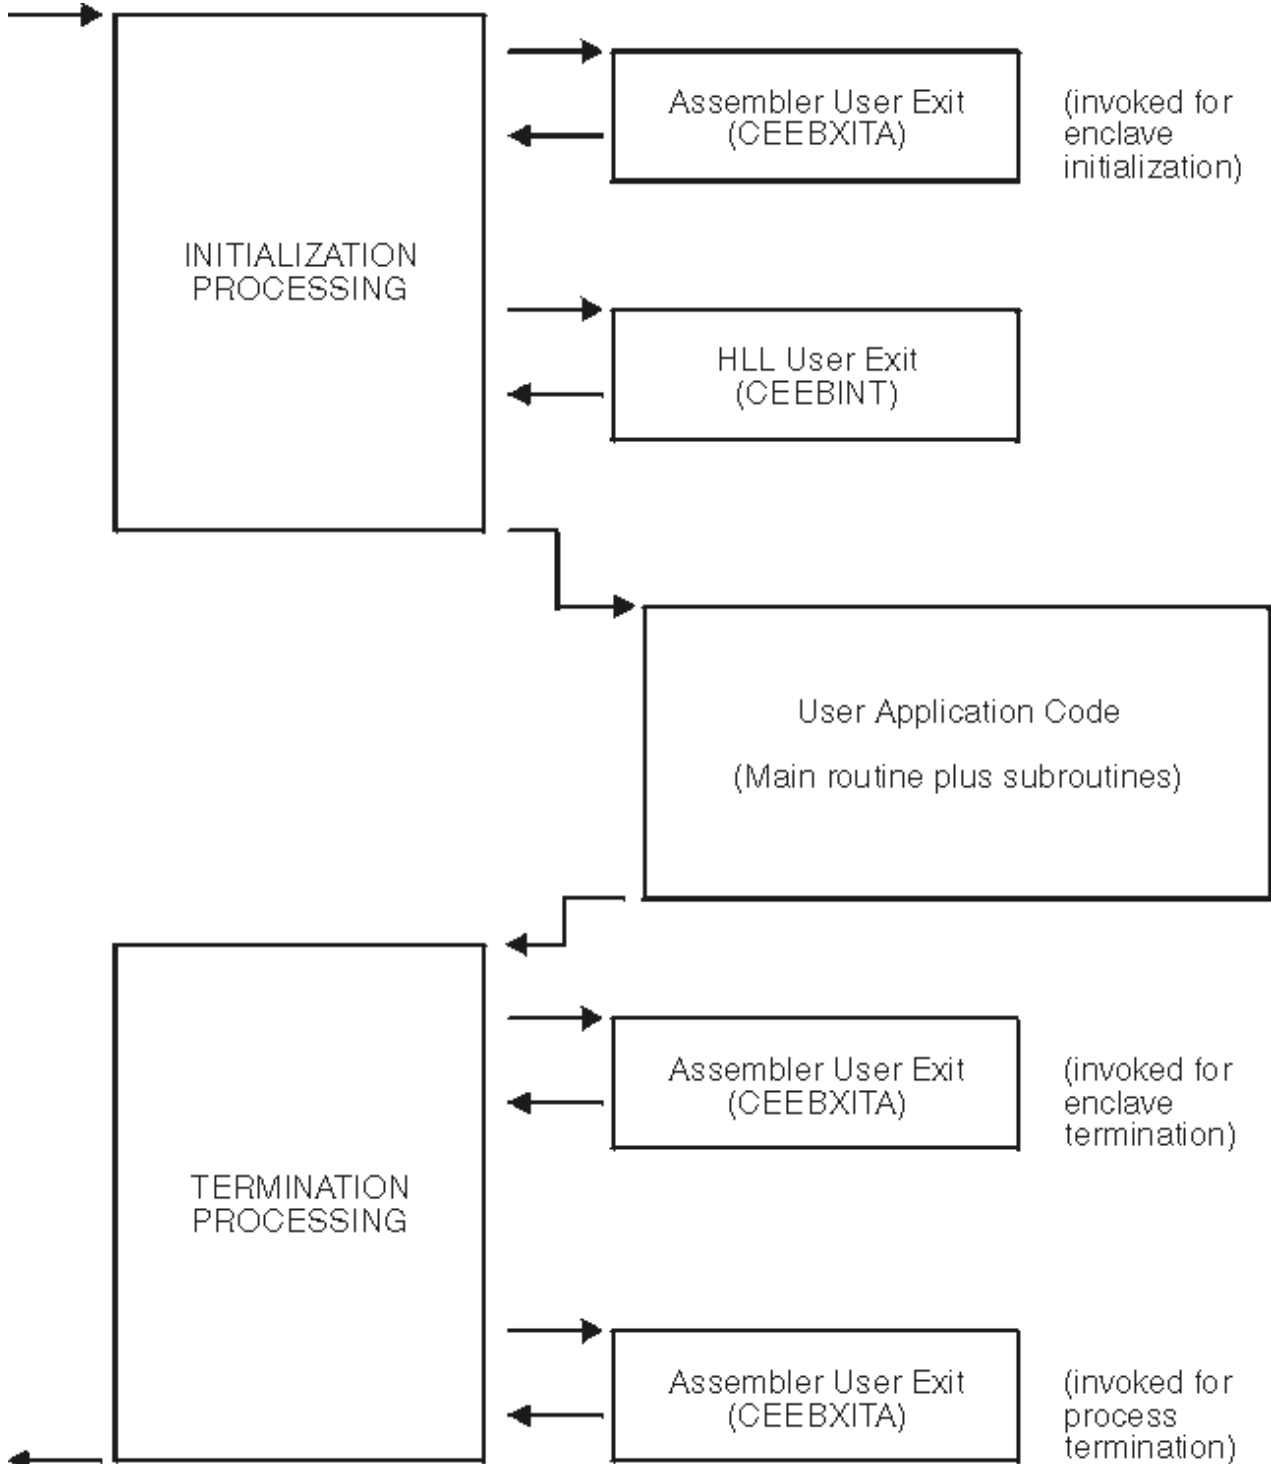 Assembler User Exit
(CEEBXITA)
(invoked for
enclave
initialization)
INITIALIZATION
PROCESSING
HLL User Exit
(CEEBINT)
User Application Code
(Main routine plus subroutines)
Assembler User Exit
(CEEBXITA)
(invoked for
enclave
termination)
TERMINATION
PROCESSING
Assembler User Exit
(CEEBXITA)
(invoked for
process
termination)